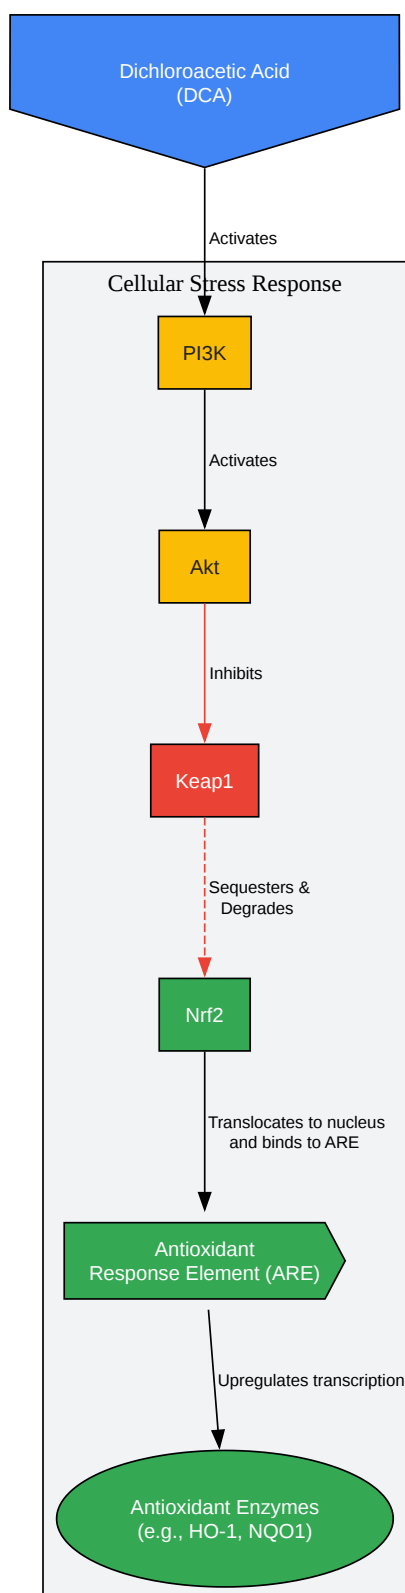 Dichloroacetic Acid
(DCA)
Activates
Cellular Stress Response
PI3K
Activates
Akt
Inhibits
Keap1
Sequesters &
Degrades
Nrf2
Translocates to nucleus
and binds to ARE
Antioxidant
Response Element (ARE)
Upregulates transcription
Antioxidant Enzymes
(e.g., HO-1, NQO1)